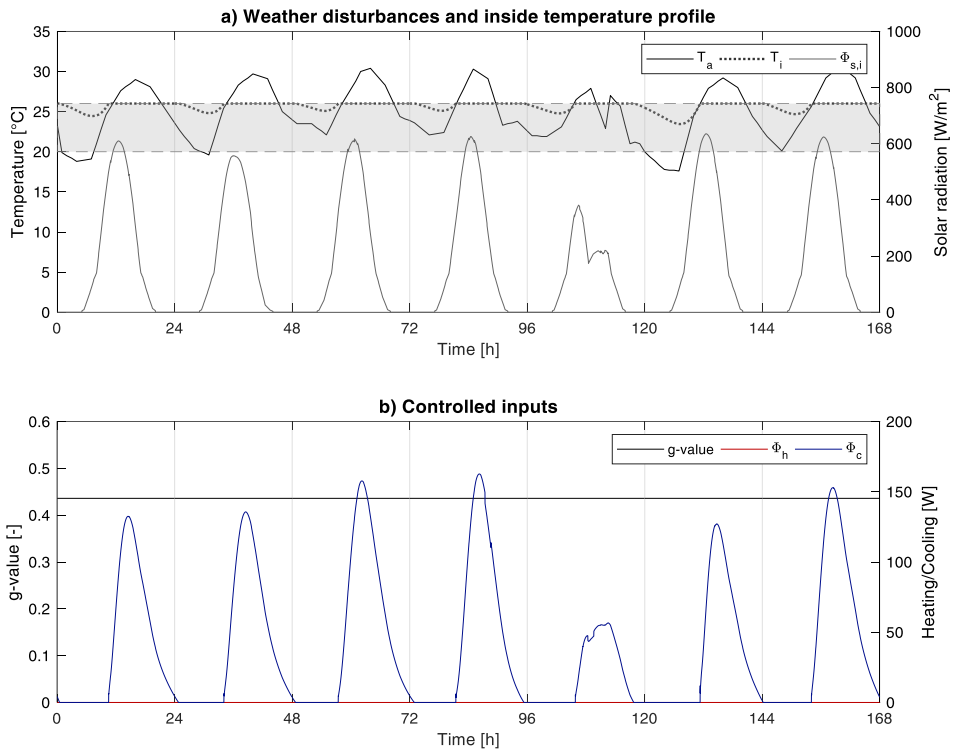 a) Weather disturbances and inside temperature profile
35
30
25
20
15
10
5
0
Temperature [°C]
1000
800
600
400
200
0
Solar radiation [W/m²]
T_a T_i Φ_s,i
0 24 48 72 96 120 144 168
Time [h]
b) Controlled inputs
0.6
0.5
0.4
0.3
0.2
0.1
0
g-value [-]
200
150
100
50
0
Heating/Cooling [W]
g-value Φ_h Φ_c
0 24 48 72 96 120 144 168
Time [h]